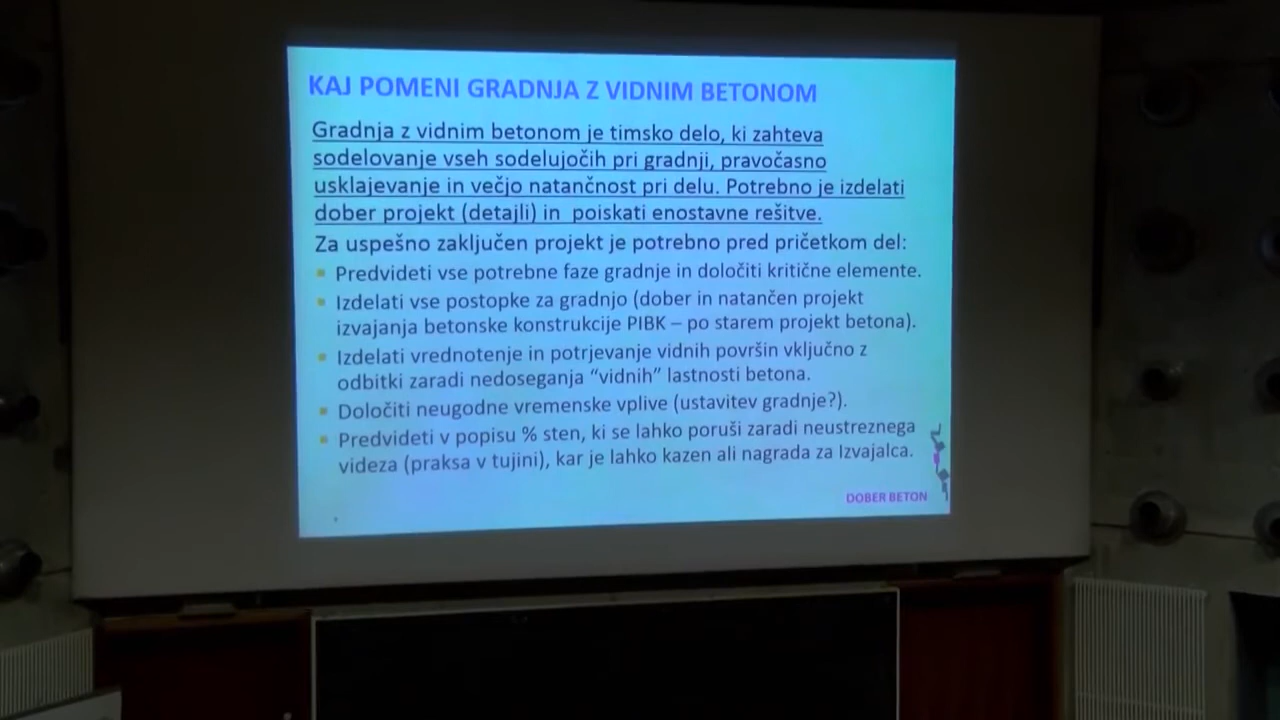 KAJ POMENI GRADNJA Z VIDNIM BETONOM
Gradnja z vidnim betonom je timsko delo, ki zahteva
sodelovanje vseh sodelujočih pri gradnji, pravočasno
usklajevanje in večjo natančnost pri delu. Potrebno je izdelati
dober projekt (detajli) in poiskati enostavne rešitve.
Za uspešno zaključen projekt je potrebno pred pričetkom del:
▪ Predvideti vse potrebne faze gradnje in določiti kritične elemente.
▪ Izdelati vse postopke za gradnjo (dober in natančen projekt
izvajanja betonske konstrukcije PIBK – po starem projekt betona).
▪ Izdelati vrednotenje in potrjevanje vidnih površin vključno z
odbitki zaradi nedoseganja “vidnih” lastnosti betona.
▪ Določiti neugodne vremenske vplive (ustavitev gradnje?).
▪ Predvideti v popisu % sten, ki se lahko poruši zaradi neustreznega
videza (praksa v tujini), kar je lahko kazen ali nagrada za Izvajalca.
DOBER BETON